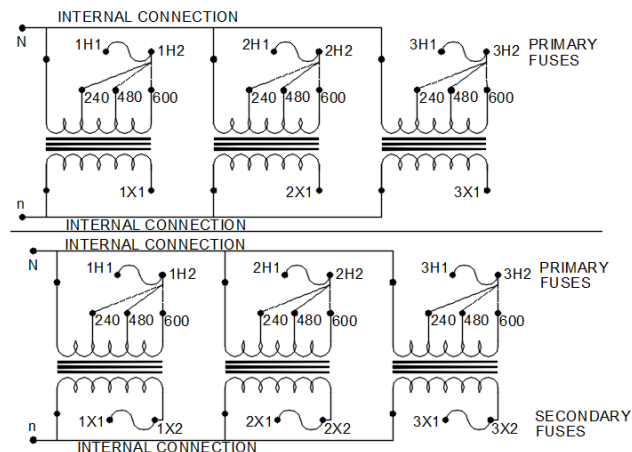 INTERNAL CONNECTION
N
1H1 1H2 2H1 2H2 3H1 3H2 PRIMARY
FUSES
240 480 600 240 480 600 240 480 600
1X1 2X1 3X1
n
INTERNAL CONNECTION
INTERNAL CONNECTION
N
1H1 1H2 2H1 2H2 3H1 3H2 PRIMARY
FUSES
240 480 600 240 480 600 240 480 600
n 1X1 1X2 2X1 2X2 3X1 3X2 SECONDARY
FUSES
INTERNAL CONNECTION